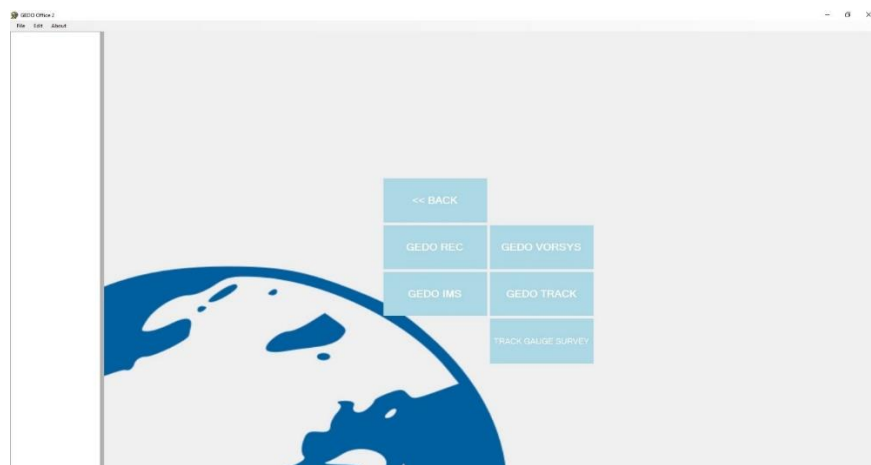 GEDO Office 2
File Edit About
<< BACK
GEDO REC GEDO VORSYS
GEDO IMS GEDO TRACK
TRACK GAUGE SURVEY